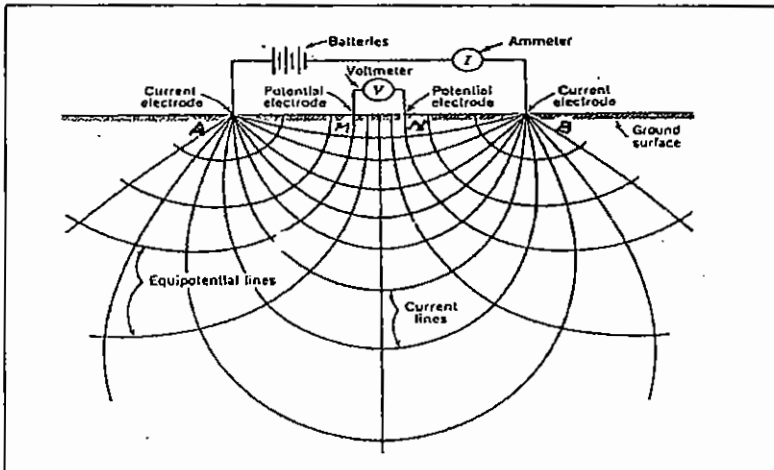 Batteries
Ammeter
I
Voltmeter
V
Current
electrode
Potential
electrode
Potential
electrode
Current
electrode
A
M
N
B
Ground
surface
Equipotential lines
Current
lines